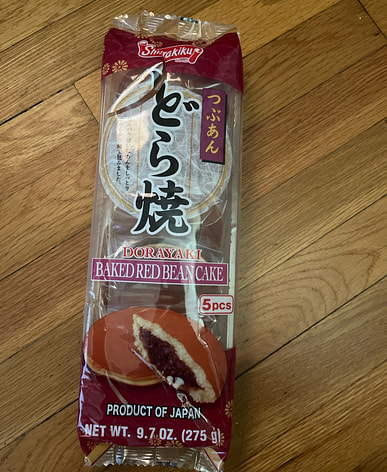 Shirakiku
つぶあん
どら焼
DORAYAKI
BAKED RED BEAN CAKE
5pcs
PRODUCT OF JAPAN
NET WT. 9.7 OZ. (275 g)